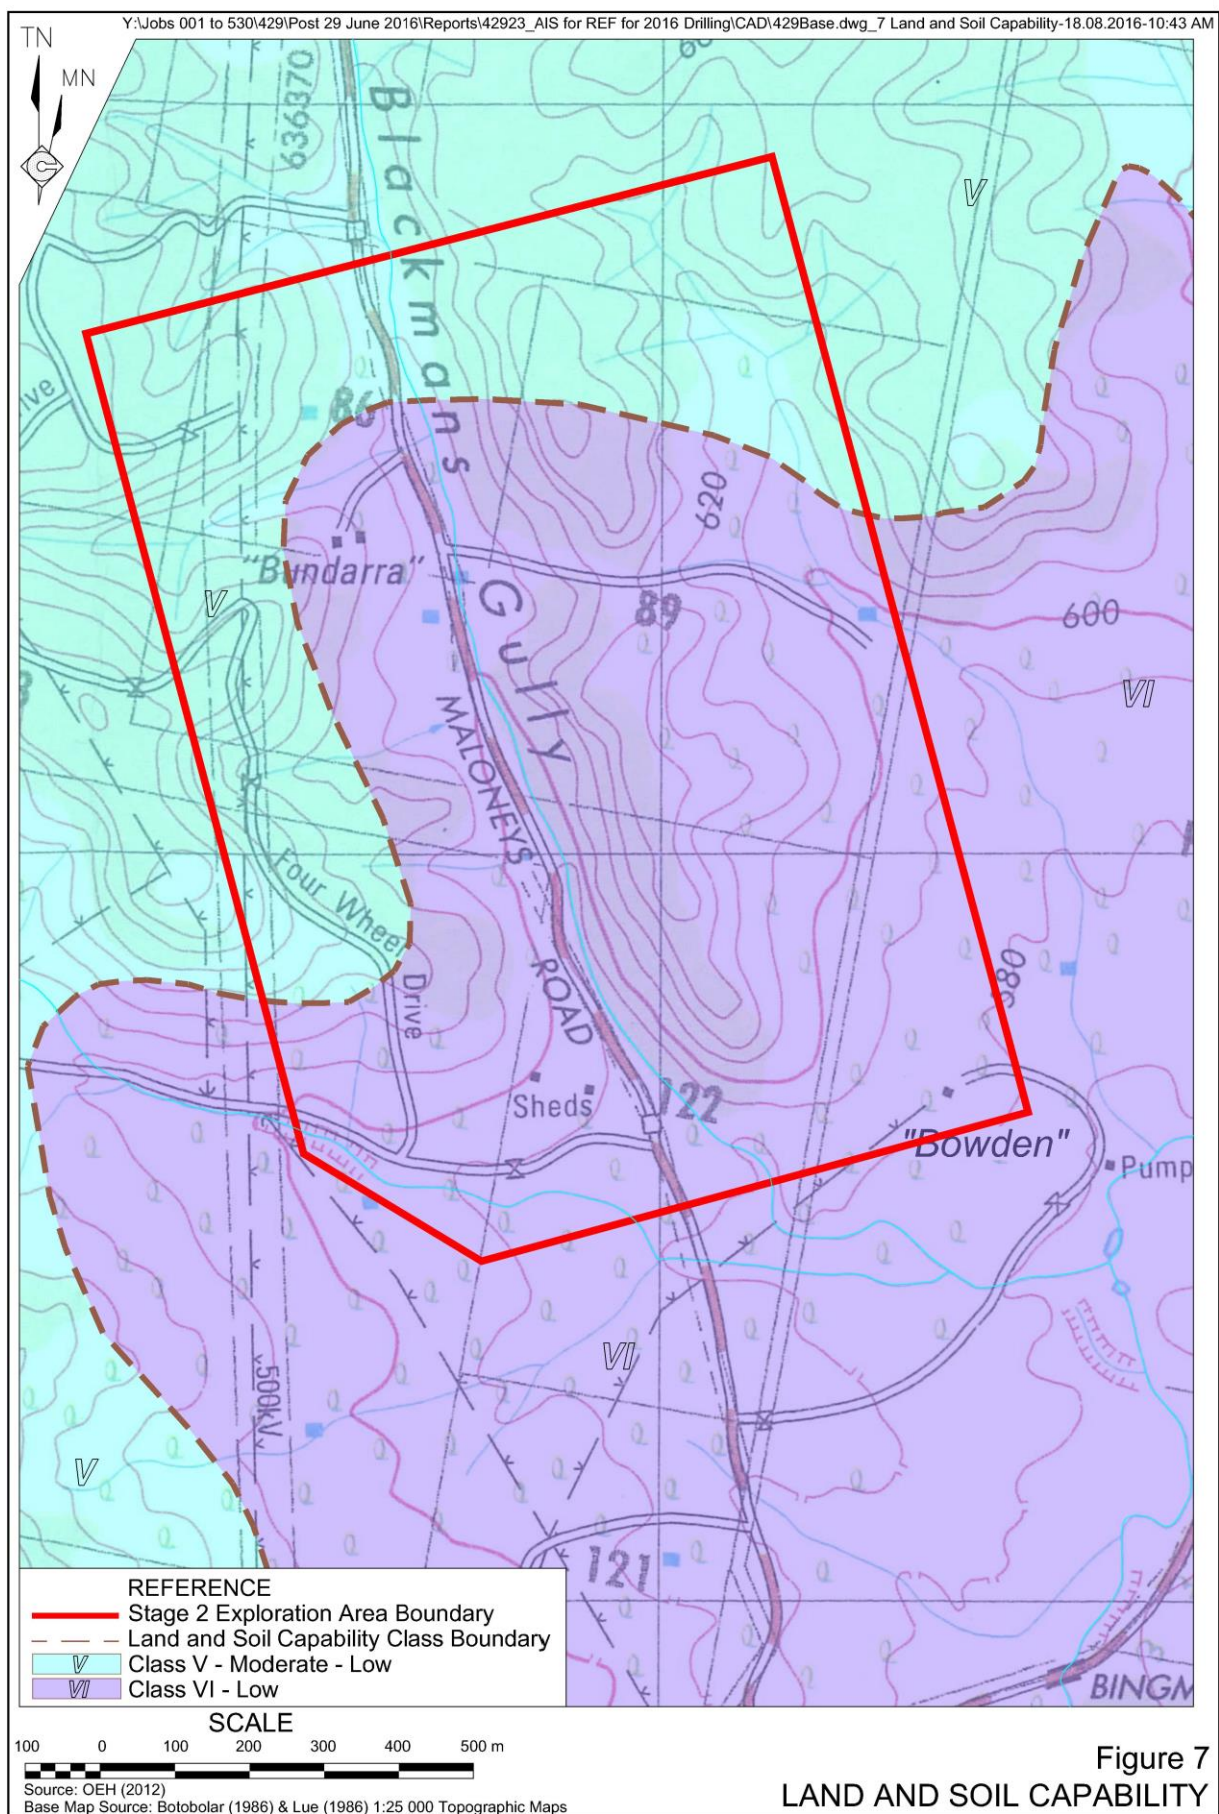 Y:\Jobs 001 to 530\429\Post 29 June 2016\Reports\42923_AIS for REF for 2016 Drilling\CAD\429Base.dwg_7 Land and Soil Capability-18.08.2016-10:43 AM
TN
MN
636370
Blackmans
V
86
620
"Bundarra"
Gully
89
600
V
VI
MALONEYS
Four Wheel
Drive
580
ROAD
Sheds
122
"Bowden"
Pump
VI
500kV
V
121
BINGM
REFERENCE
Stage 2 Exploration Area Boundary
Land and Soil Capability Class Boundary
V Class V - Moderate - Low
VI Class VI - Low
SCALE
100 0 100 200 300 400 500 m
Source: OEH (2012)
Base Map Source: Botobolar (1986) & Lue (1986) 1:25 000 Topographic Maps
Figure 7
LAND AND SOIL CAPABILITY